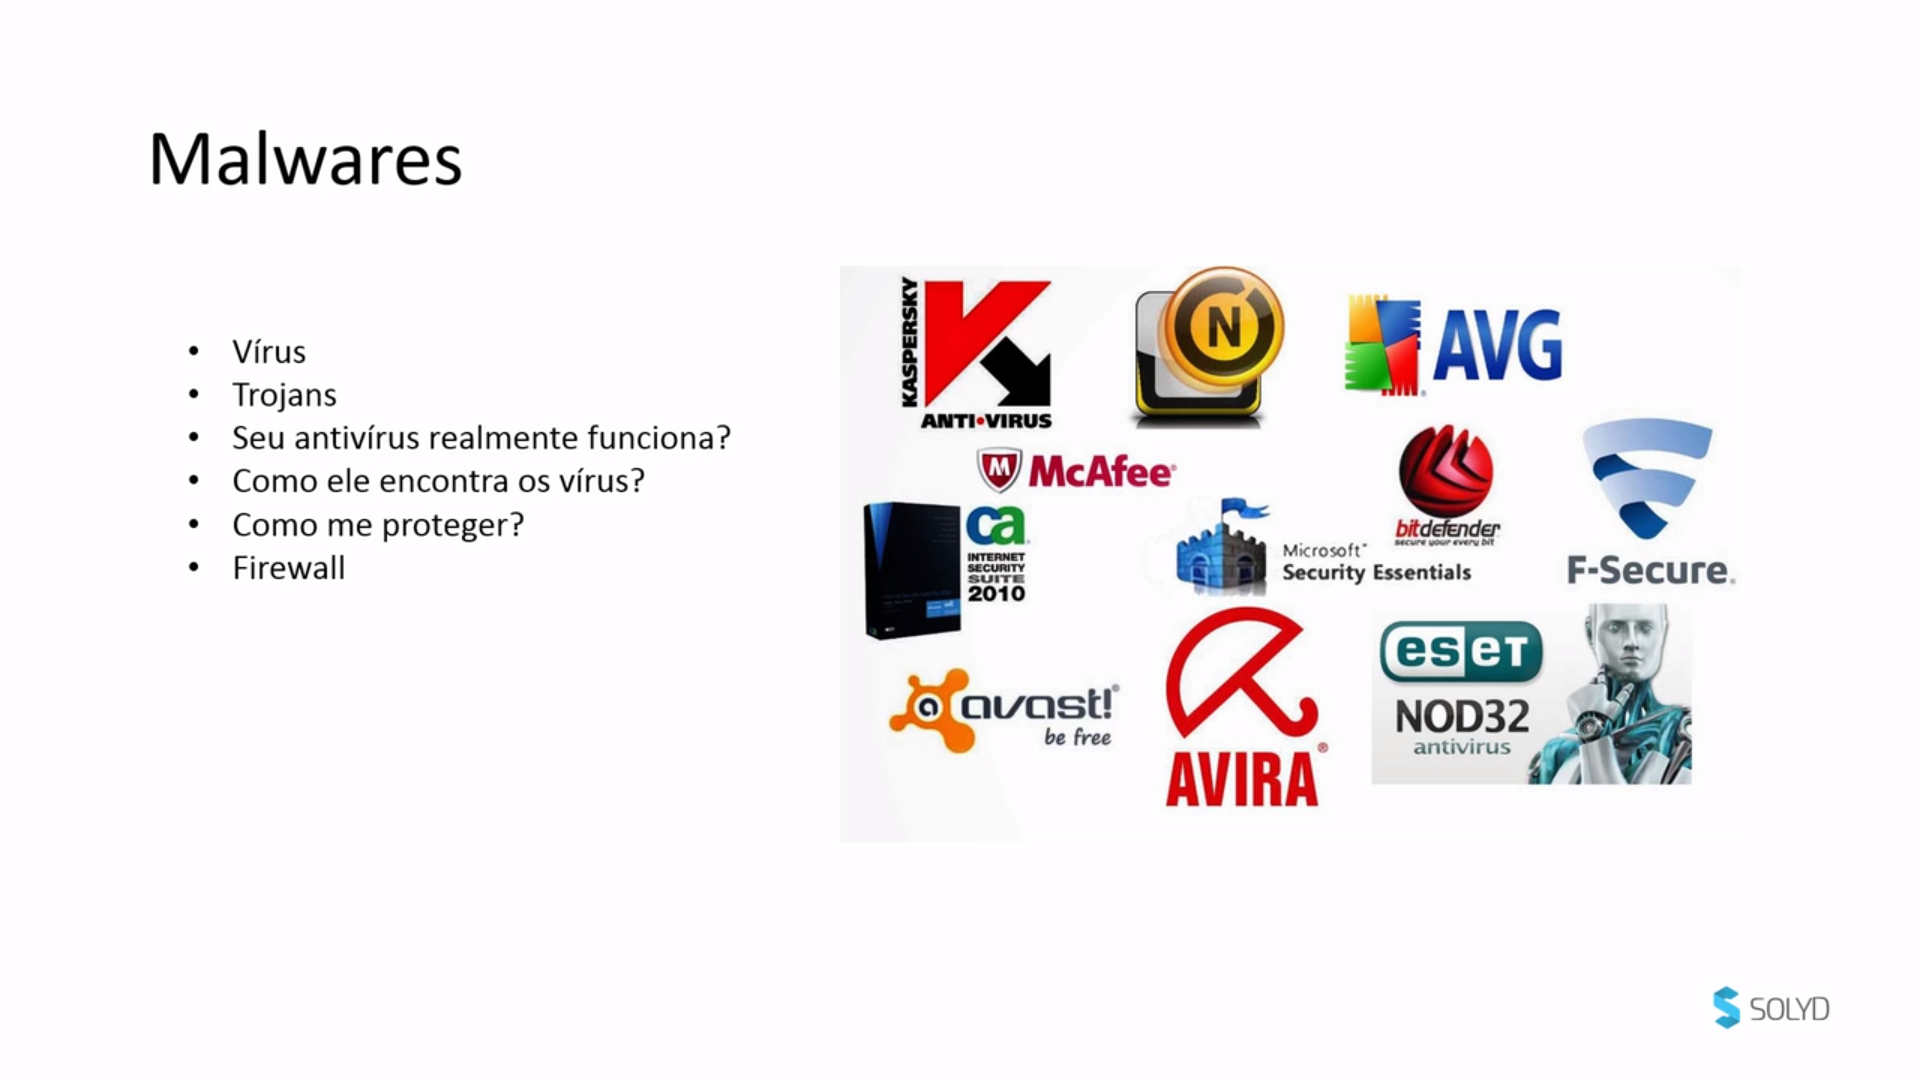 Malwares
• Vírus
• Trojans
• Seu antivírus realmente funciona?
• Como ele encontra os vírus?
• Como me proteger?
• Firewall
KASPERSKY
ANTI•VIRUS
N
AVG
M McAfee
ca
INTERNET
SECURITY
SUITE
2010
Microsoft
Security Essentials
bitdefender
secure your every bit
F-Secure.
a avast!
be free
AVIRA
eset
NOD32
antivirus
SOLYD